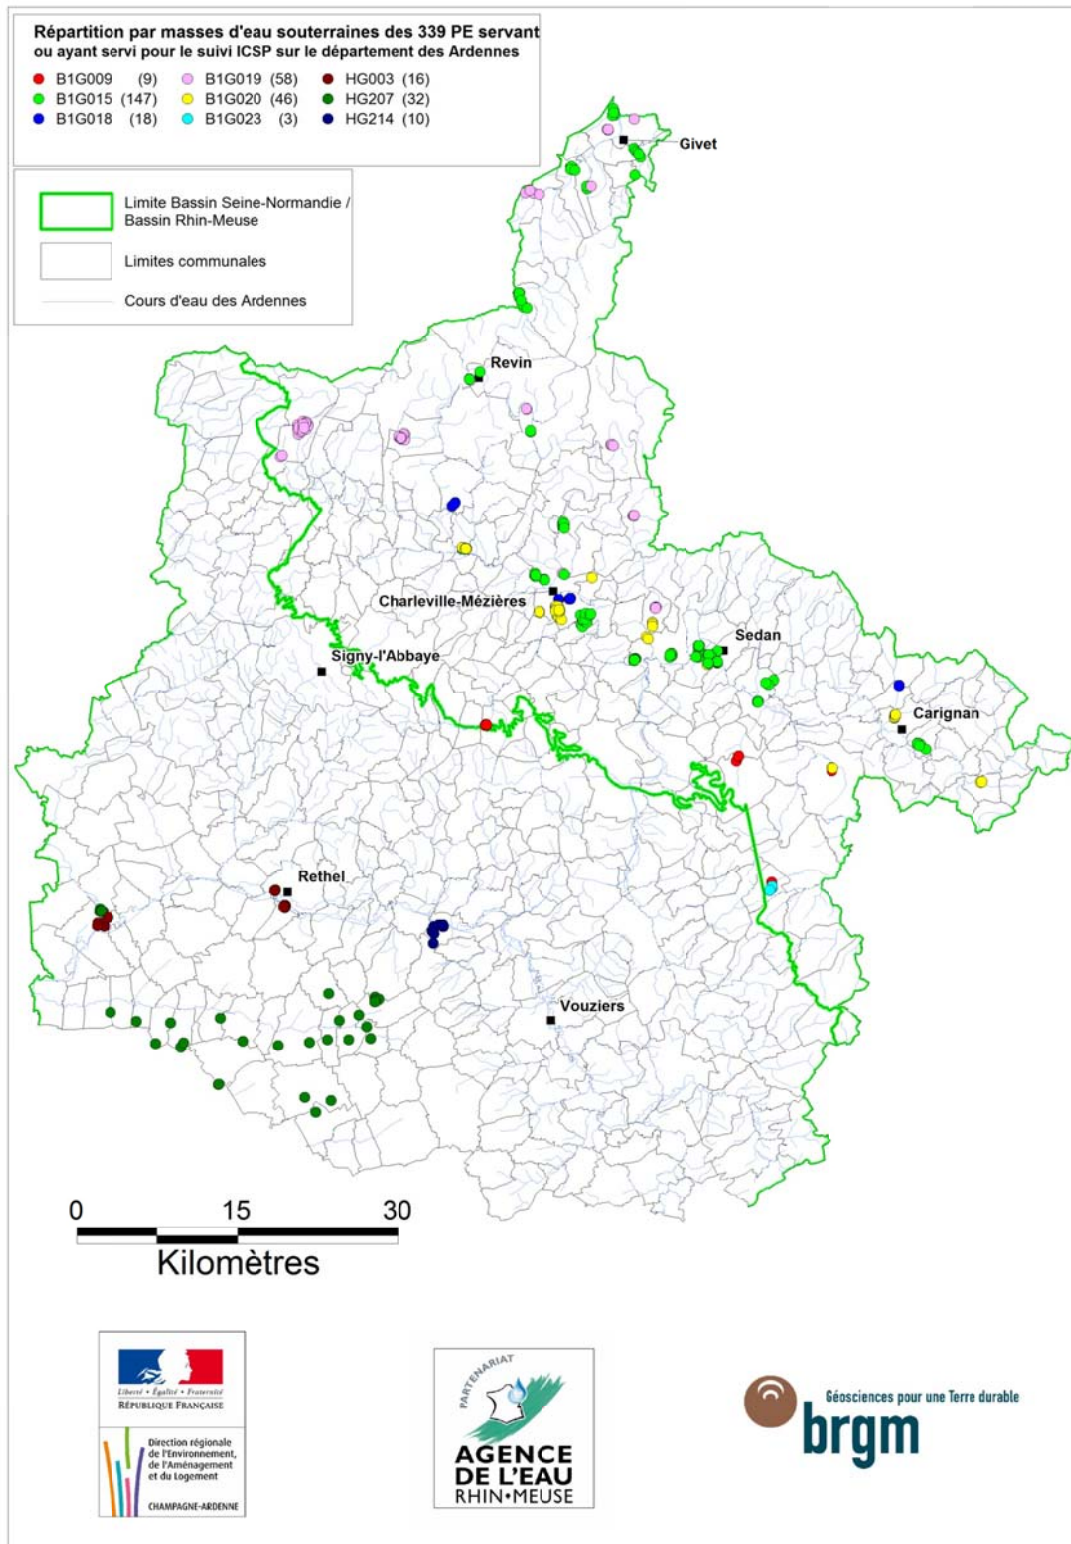 Répartition par masses d'eau souterraines des 339 PE servant
ou ayant servi pour le suivi ICSP sur le département des Ardennes
B1G009 (9) B1G019 (58) HG003 (16)
B1G015 (147) B1G020 (46) HG207 (32)
B1G018 (18) B1G023 (3) HG214 (10)
Limite Bassin Seine-Normandie /
Bassin Rhin-Meuse
Limites communales
Cours d'eau des Ardennes
Givet
Revin
Charleville-Mézières
Sedan
Signy-l'Abbaye
Carignan
Rethel
Vouziers
0 15 30
Kilomètres
Liberté • Égalité • Fraternité
RÉPUBLIQUE FRANÇAISE
Direction régionale
de l'Environnement,
de l'Aménagement
et du Logement
CHAMPAGNE-ARDENNE
PARTENARIAT
AGENCE
DE L'EAU
RHIN•MEUSE
Géosciences pour une Terre durable
brgm